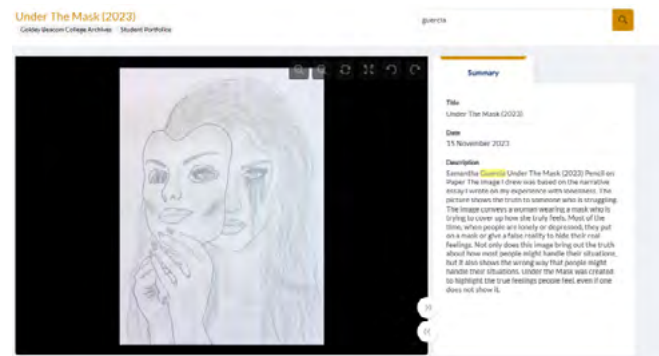 Under The Mask (2023)
Goldey Beacom College Archives Student Portfolios
guercia
Summary
Title
Under The Mask (2023)
Date
15 November 2023
Description
Samantha Guercia Under The Mask (2023) Pencil on
Paper The image I drew was based on the narrative
essay I wrote on my experience with loneliness. The
picture shows the truth to someone who is struggling.
The image conveys a woman wearing a mask who is
trying to cover up how she truly feels. Most of the
time, when people are lonely or depressed, they put
on a mask or give a false reality to hide their real
feelings. Not only does this image bring out the truth
about how most people might handle their situations,
but it also shows the wrong way that people might
handle their situations. Under the Mask was created
to highlight the true feelings people feel, even if one
does not show it.